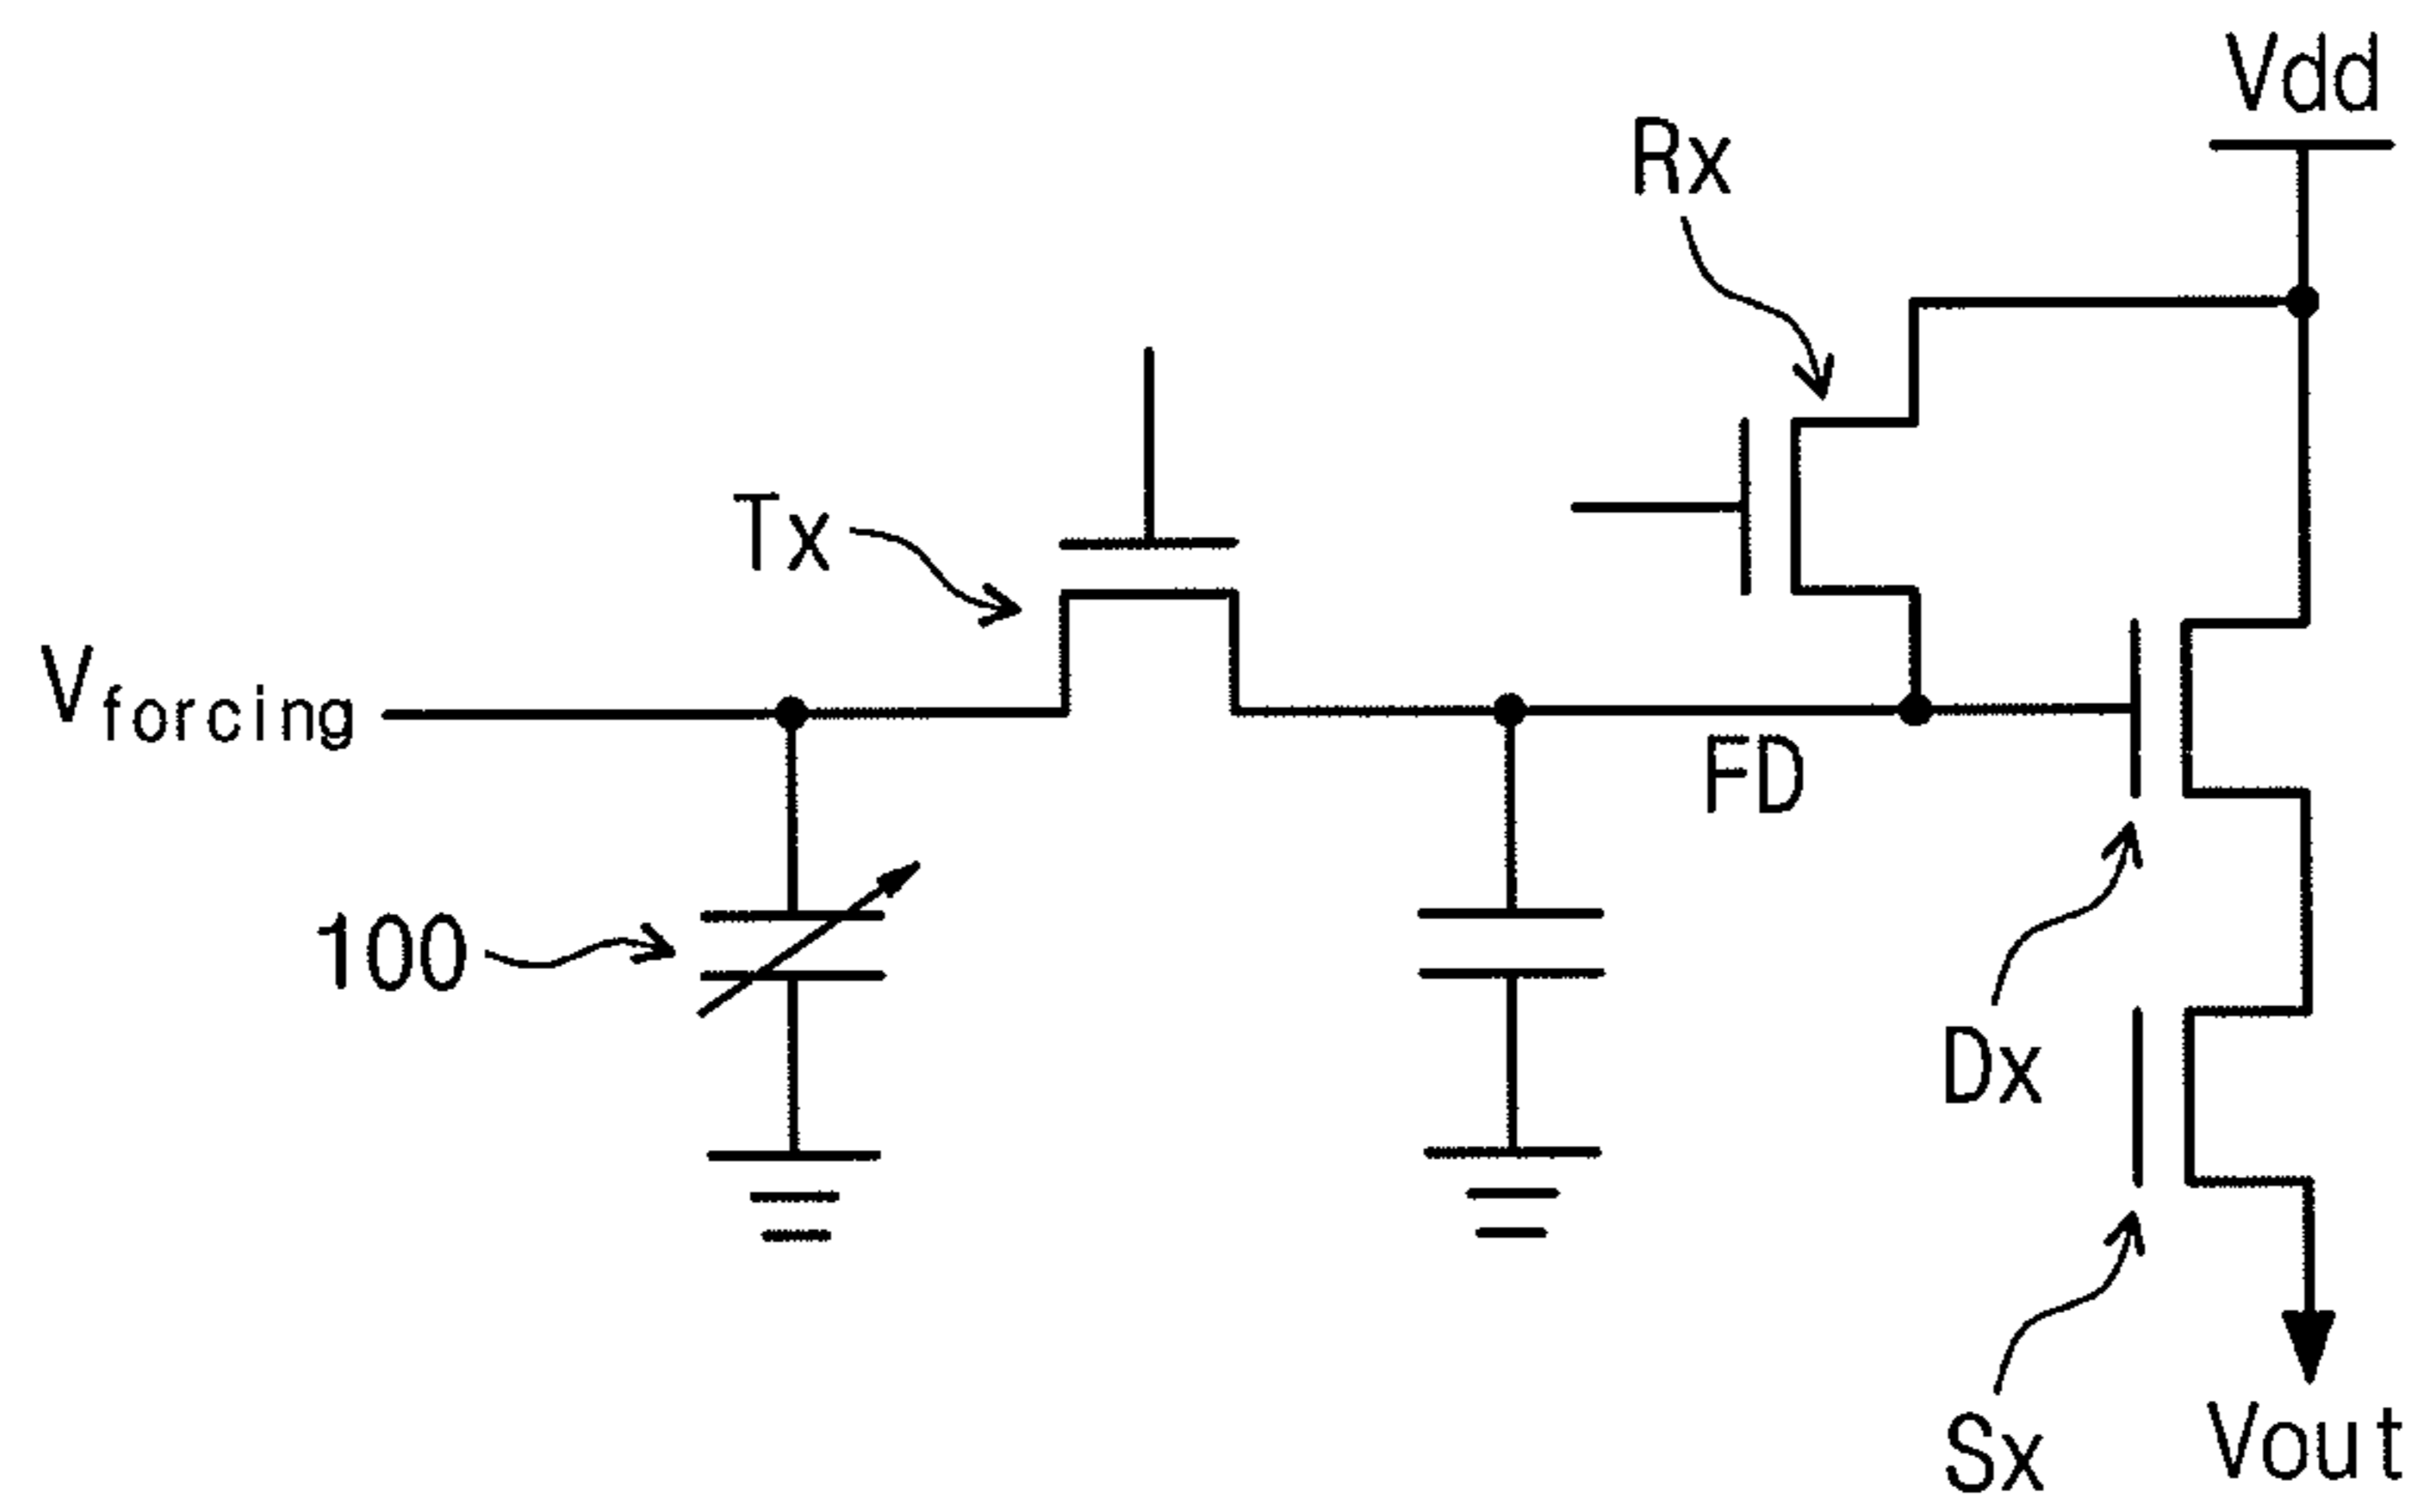 Vdd
Rx
Tx
Vforcing
FD
100
Dx
Sx
Vout